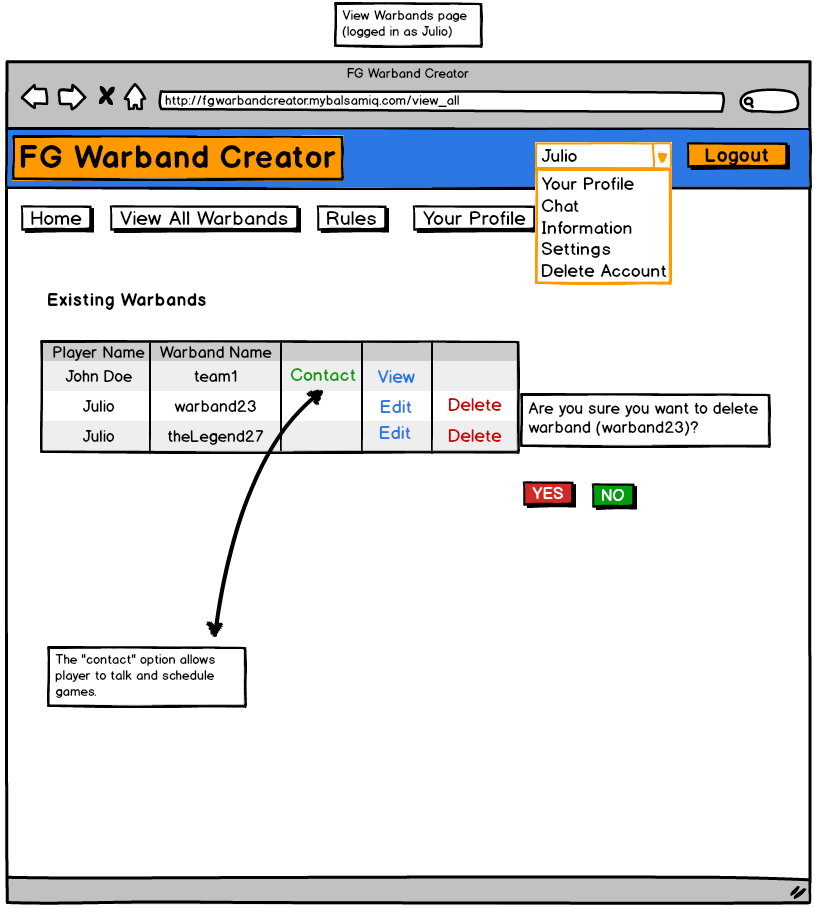 View Warbands page
(logged in as Julio)
FG Warband Creator
http://fgwarbandcreator.mybalsamiq.com/view_all
FG Warband Creator
Julio
Logout
Your Profile
Chat
Information
Settings
Delete Account
Home
View All Warbands
Rules
Your Profile
Existing Warbands
Player Name Warband Name
John Doe team1 Contact View
Julio warband23 Edit Delete
Julio theLegend27 Edit Delete
Are you sure you want to delete
warband (warband23)?
YES
NO
The "contact" option allows
player to talk and schedule
games.